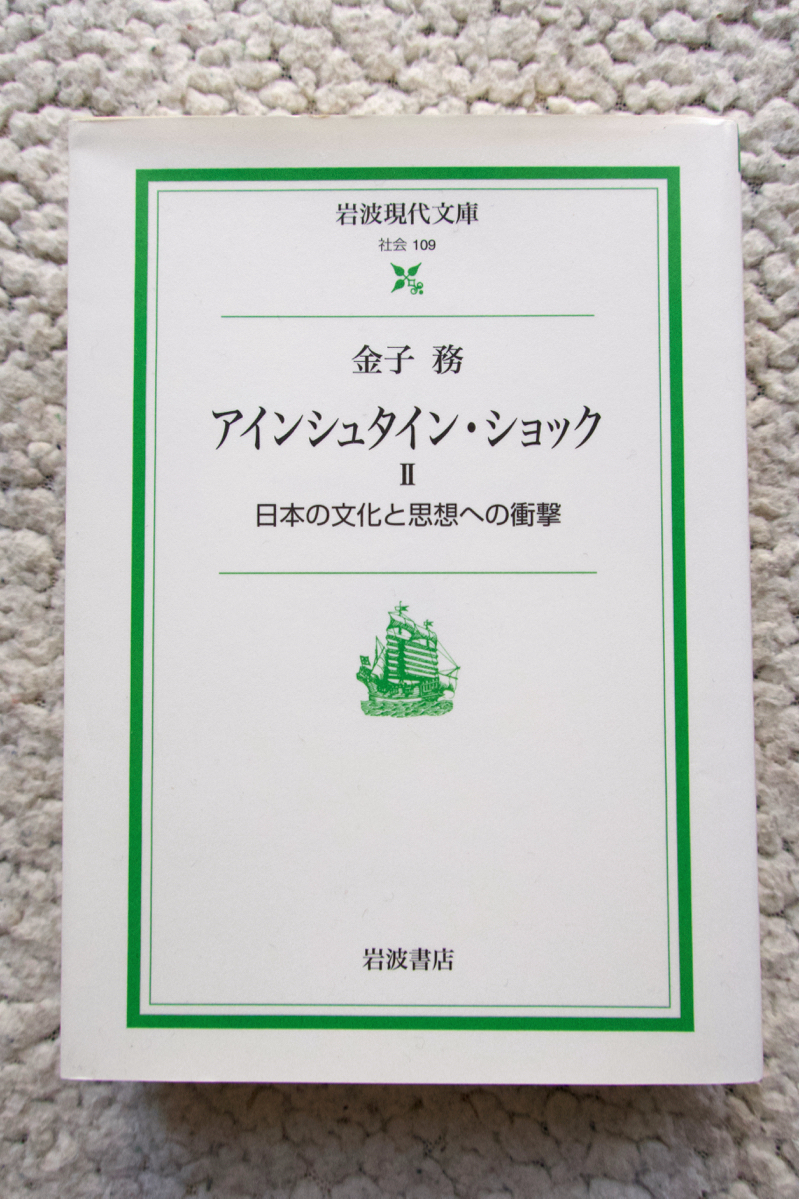 岩波現代文庫
社会 109
金子 務
アインシュタイン・ショック
II
日本の文化と思想への衝撃
岩波書店